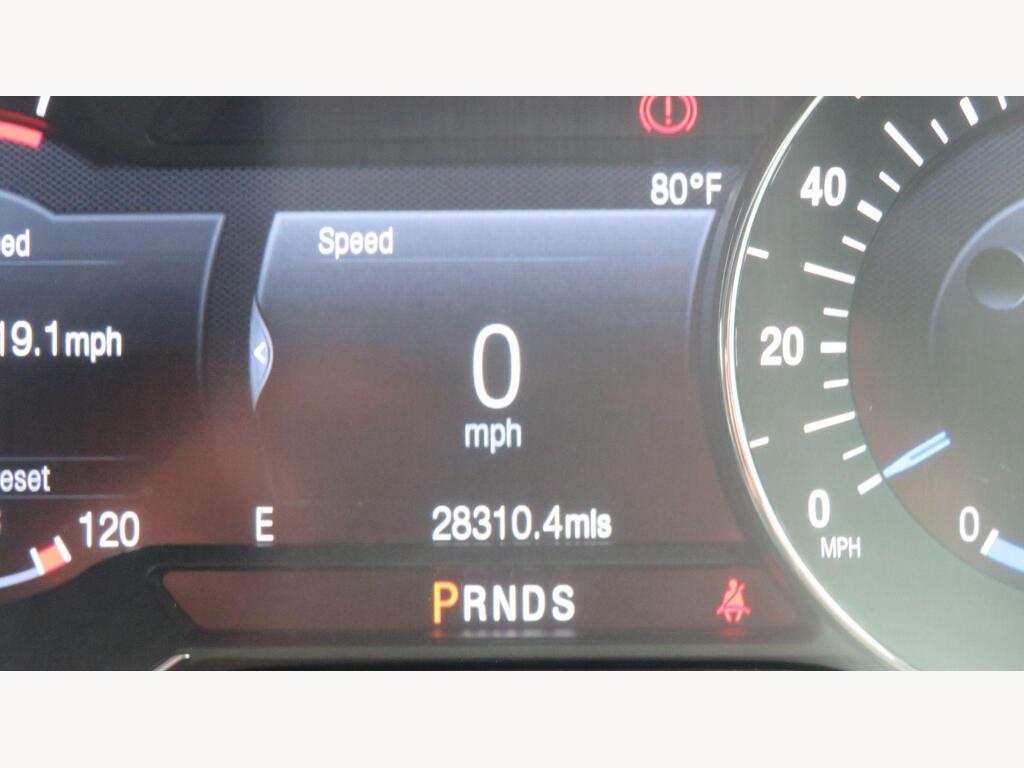 80°F
Speed
19.1mph
0
mph
120
E
28310.4mls
PRNDS
40
20
0
MPH
0